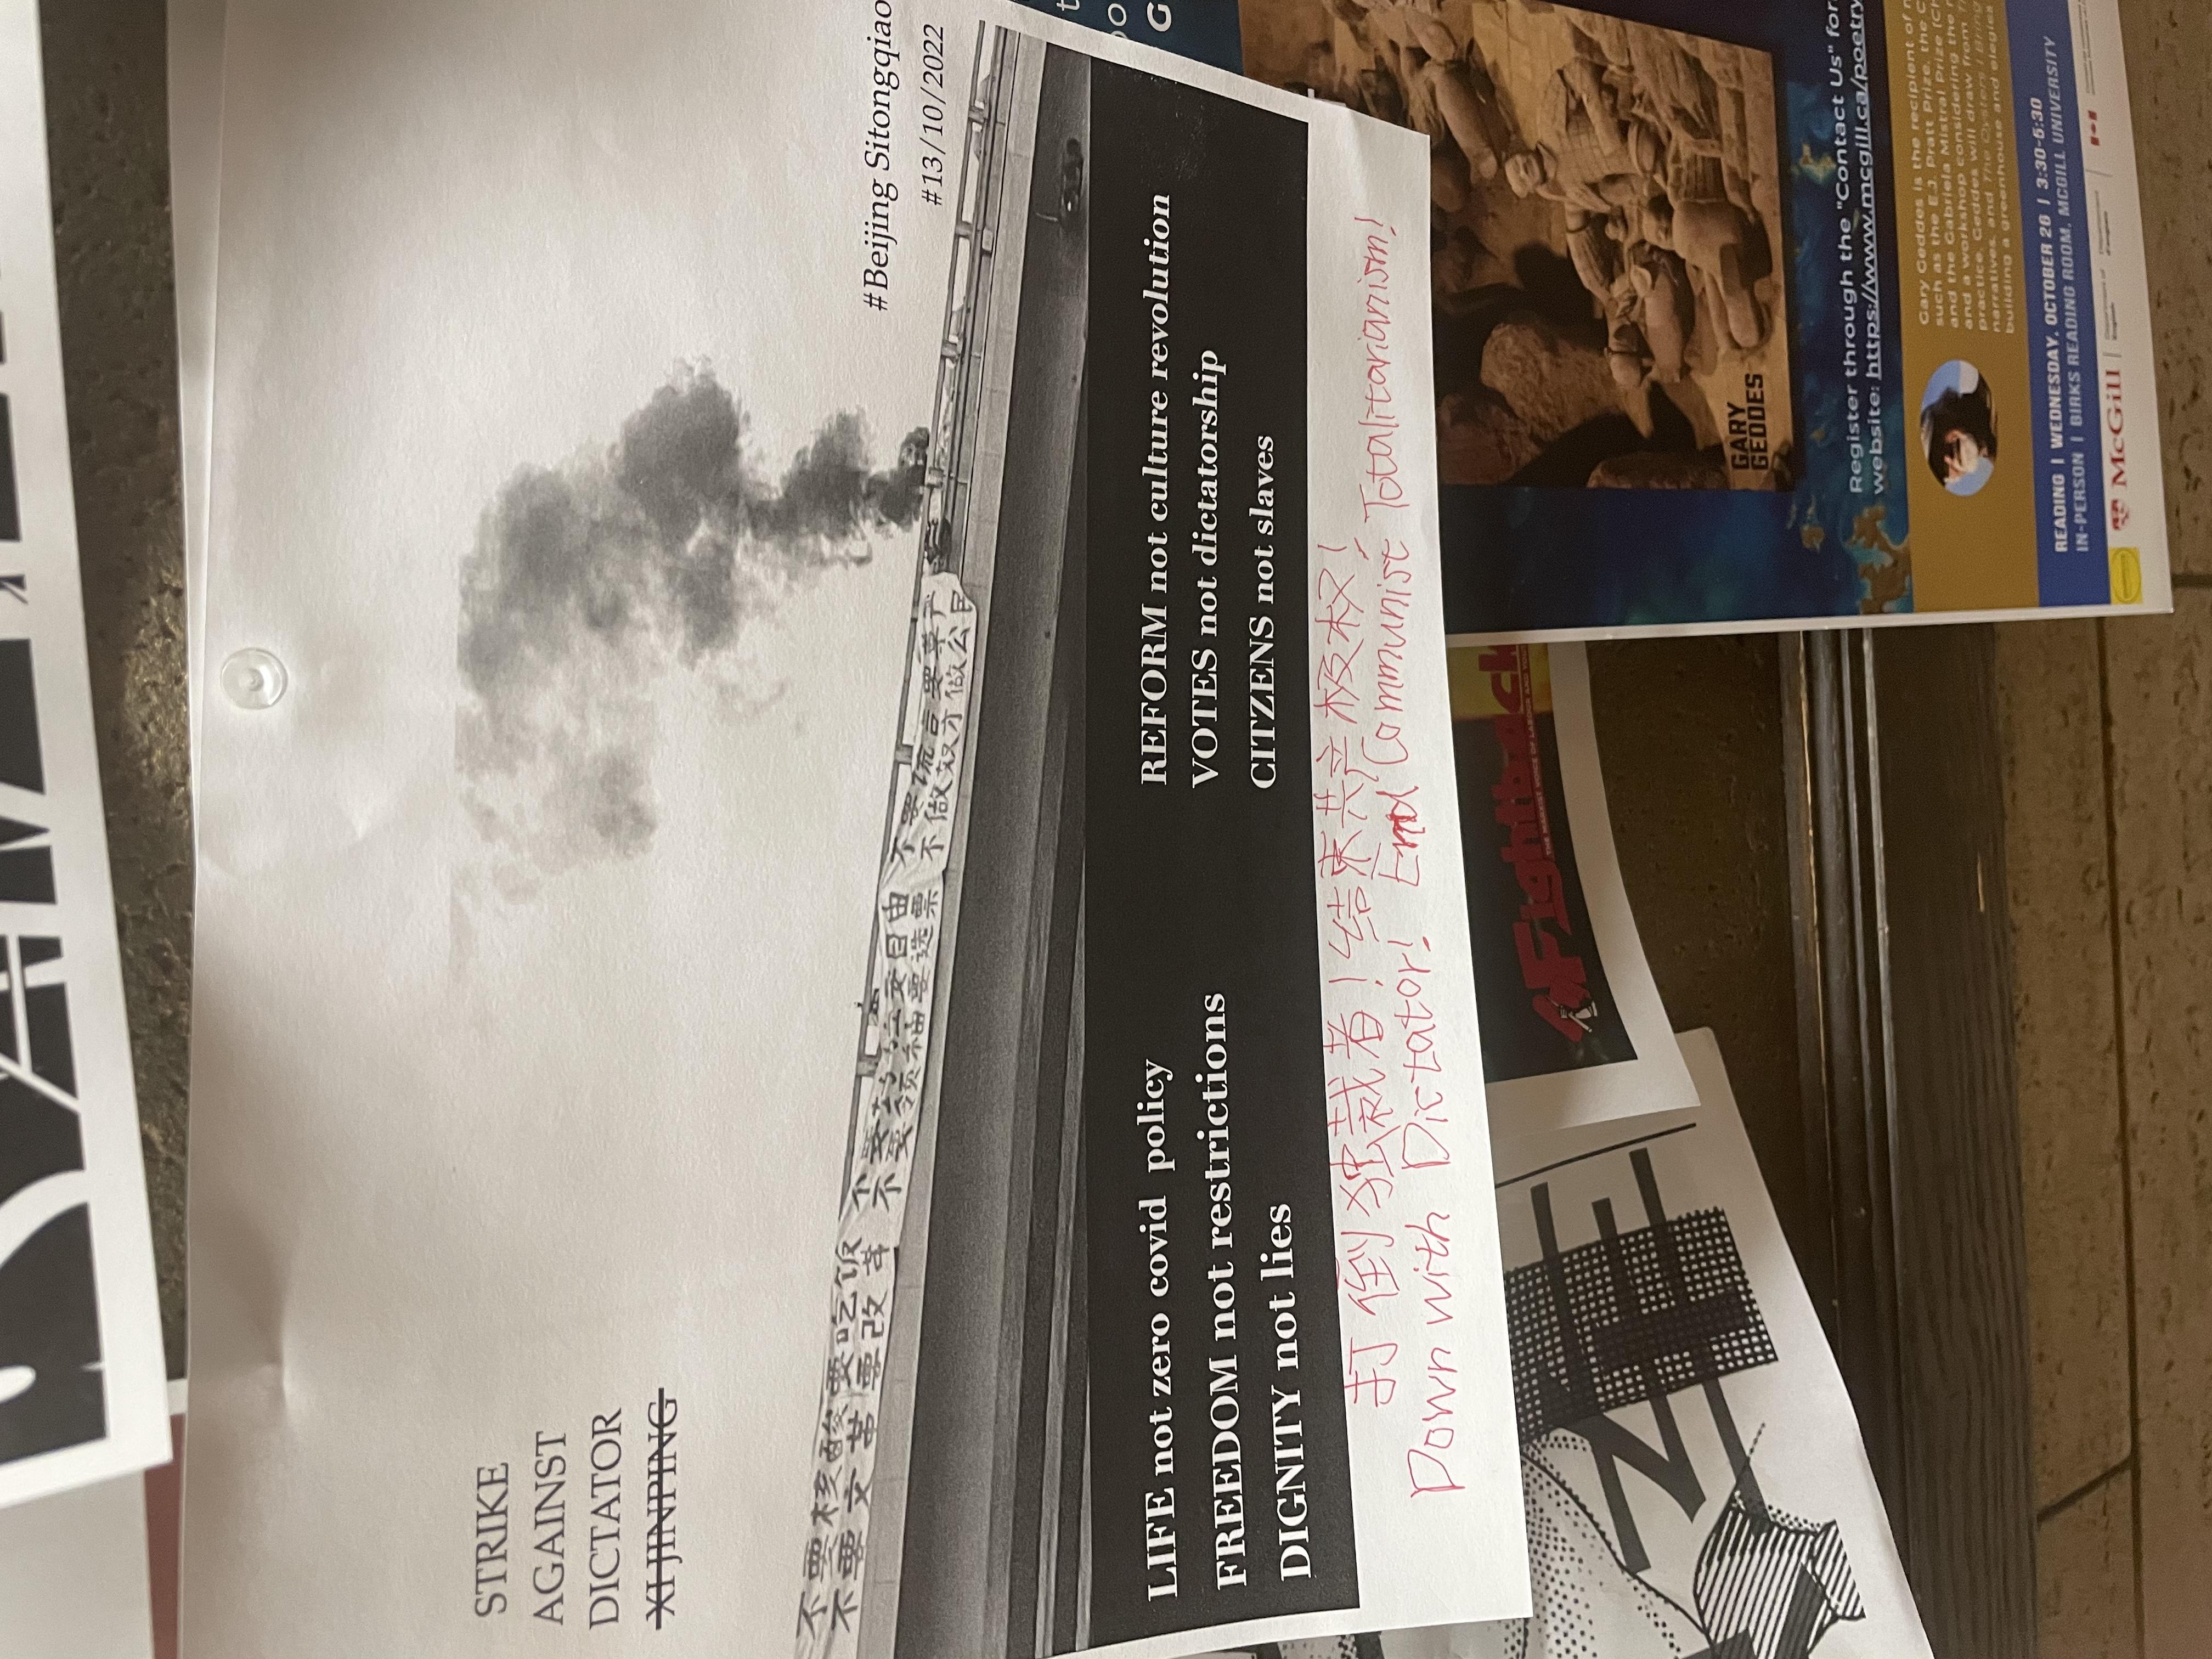 STRIKE
AGAINST
DICTATOR
XI JINPING
#Beijing Sitongqiao
#13/10/2022
不要核酸要吃饭 不要封锁要自由 不要谎言要尊严
不要文革要改革 不要领袖要选票 不做奴才做公民
LIFE not zero covid policy
FREEDOM not restrictions
DIGNITY not lies
REFORM not culture revolution
VOTES not dictatorship
CITZENS not slaves
打倒独裁者！结束共产极权！
Down with Dictator! End Communist Totalitarianism!
GARY
GEDDES
Register through the "Contact Us" for
website: https://www.mcgill.ca/poetry
Gary Geddes is the recipient of
such as the E.J. Pratt Prize, the
and the Gabriela Mistral Prize
and a workshop considering the
practice. Geddes will draw from
narratives, and
building a greenhouse and elegies
READING | WEDNESDAY, OCTOBER 26 | 3:30-5:30
IN-PERSON | BIRKS READING ROOM, MCGILL UNIVERSITY
McGill
Fightback
THE MARXIST VOICE OF LABOUR AND